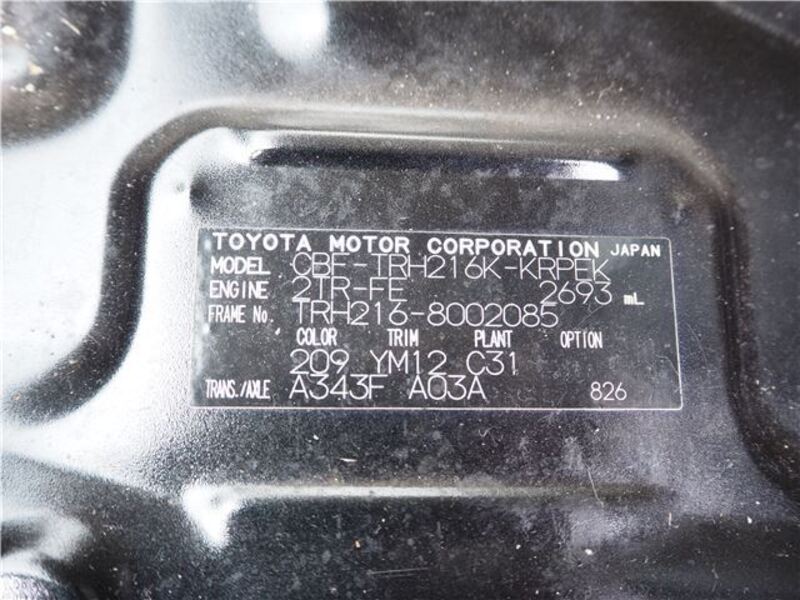 TOYOTA MOTOR CORPORATION JAPAN
MODEL CBF-TRH216K-KRPEK
ENGINE 2TR-FE 2693 mL
FRAME No. TRH216-8002085
COLOR TRIM PLANT OPTION
209 YM12 C31
TRANS./AXLE A343F A03A 826